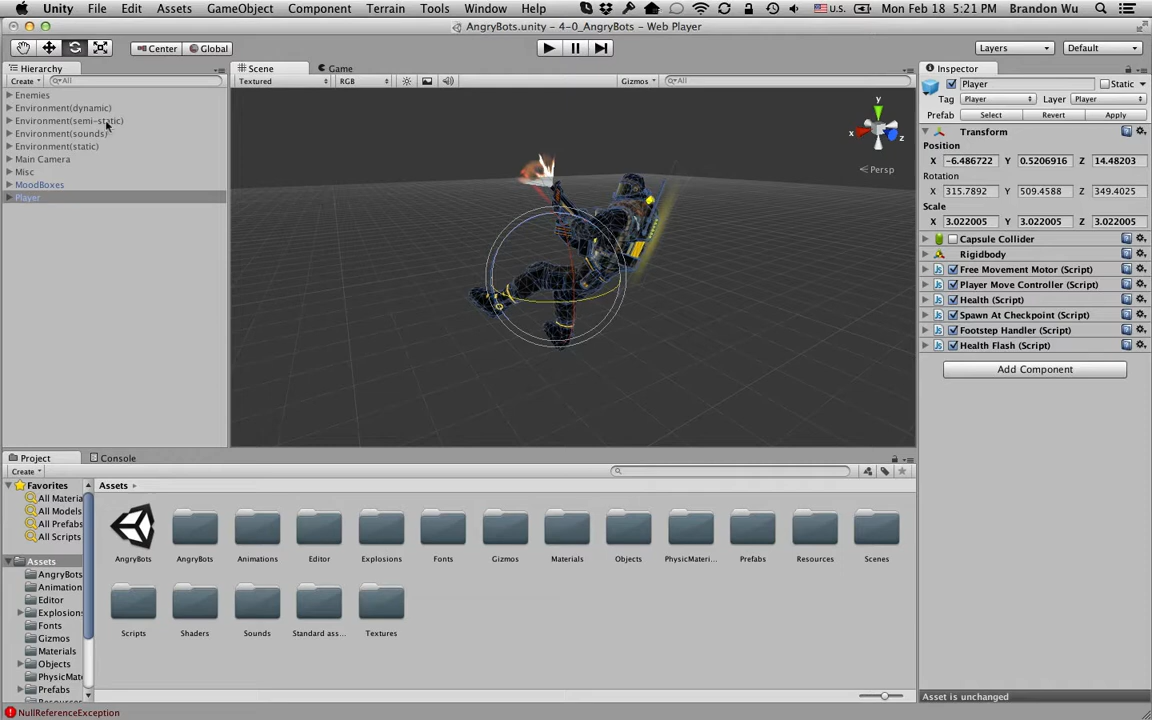 Unity File Edit Assets GameObject Component Terrain Tools Window Help U.S. Mon Feb 18 5:21 PM Brandon Wu
AngryBots.unity - 4-0_AngryBots - Web Player
Center Global Layers Default
Hierarchy
Create All
Enemies
Environment(dynamic)
Environment(semi-static)
Environment(sounds)
Environment(static)
Main Camera
Misc
MoodBoxes
Player
Scene Game
Textured RGB Gizmos All
y
x
z
Persp
Inspector
Player Static
Tag Player Layer Player
Prefab Select Revert Apply
Transform
Position
X -6.486722 Y 0.5206916 Z 14.48203
Rotation
X 315.7892 Y 509.4588 Z 349.4025
Scale
X 3.022005 Y 3.022005 Z 3.022005
Capsule Collider
Rigidbody
Free Movement Motor (Script)
Player Move Controller (Script)
Health (Script)
Spawn At Checkpoint (Script)
Footstep Handler (Script)
Health Flash (Script)
Add Component
Project Console
Create
Favorites
All Materia
All Models
All Prefabs
All Scripts
Assets
AngryBots
Animation
Editor
Explosions
Fonts
Gizmos
Materials
Objects
PhysicMat
Prefabs
Assets
AngryBots AngryBots Animations Editor Explosions Fonts Gizmos Materials Objects PhysicMateri... Prefabs Resources Scenes
Scripts Shaders Sounds Standard ass... Textures
Asset is unchanged
NullReferenceException